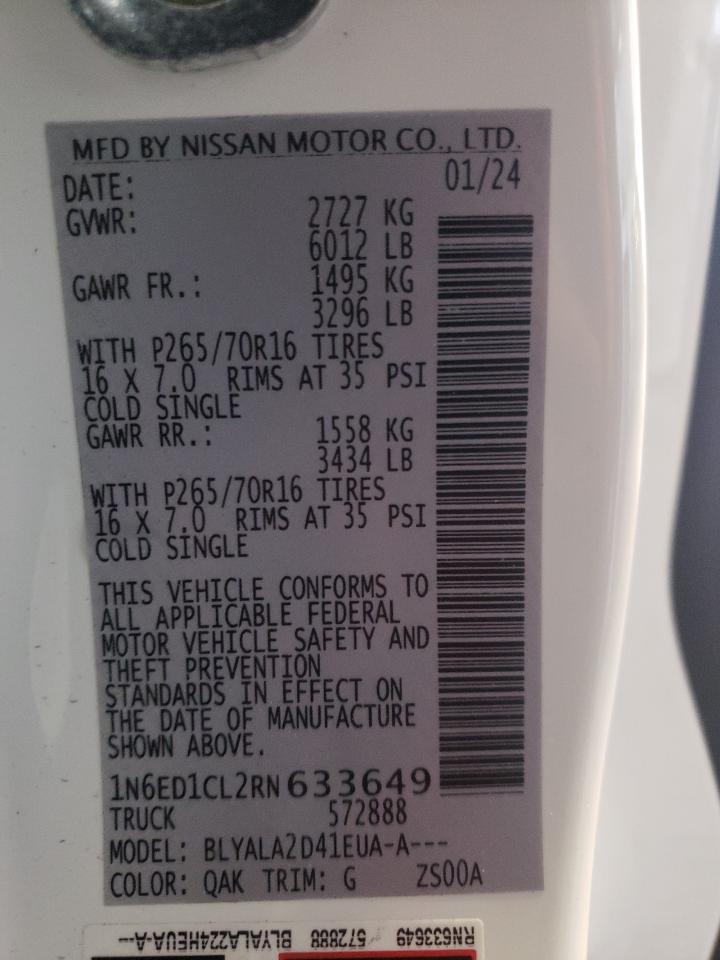 MFD BY NISSAN MOTOR CO., LTD.
DATE: 01/24
GVWR: 2727 KG
6012 LB
GAWR FR.: 1495 KG
3296 LB
WITH P265/70R16 TIRES
16 X 7.0 RIMS AT 35 PSI
COLD SINGLE
GAWR RR.: 1558 KG
3434 LB
WITH P265/70R16 TIRES
16 X 7.0 RIMS AT 35 PSI
COLD SINGLE
THIS VEHICLE CONFORMS TO
ALL APPLICABLE FEDERAL
MOTOR VEHICLE SAFETY AND
THEFT PREVENTION
STANDARDS IN EFFECT ON
THE DATE OF MANUFACTURE
SHOWN ABOVE.
1N6ED1CL2RN633649
TRUCK 572888
MODEL: BLYALA2D41EUA-A---
COLOR: QAK TRIM: G ZS00A
RN633649 572888 BLYALA224HEUA-A--